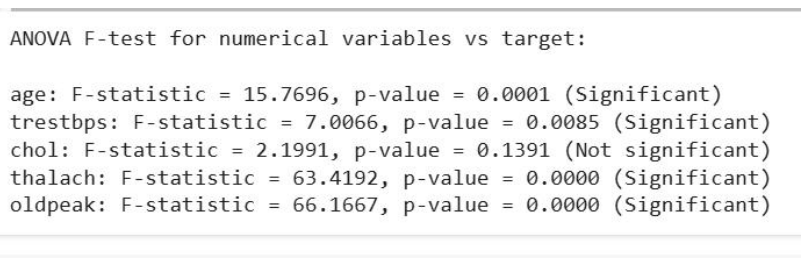 ANOVA F-test for numerical variables vs target:
age: F-statistic = 15.7696, p-value = 0.0001 (Significant)
trestbps: F-statistic = 7.0066, p-value = 0.0085 (Significant)
chol: F-statistic = 2.1991, p-value = 0.1391 (Not significant)
thalach: F-statistic = 63.4192, p-value = 0.0000 (Significant)
oldpeak: F-statistic = 66.1667, p-value = 0.0000 (Significant)